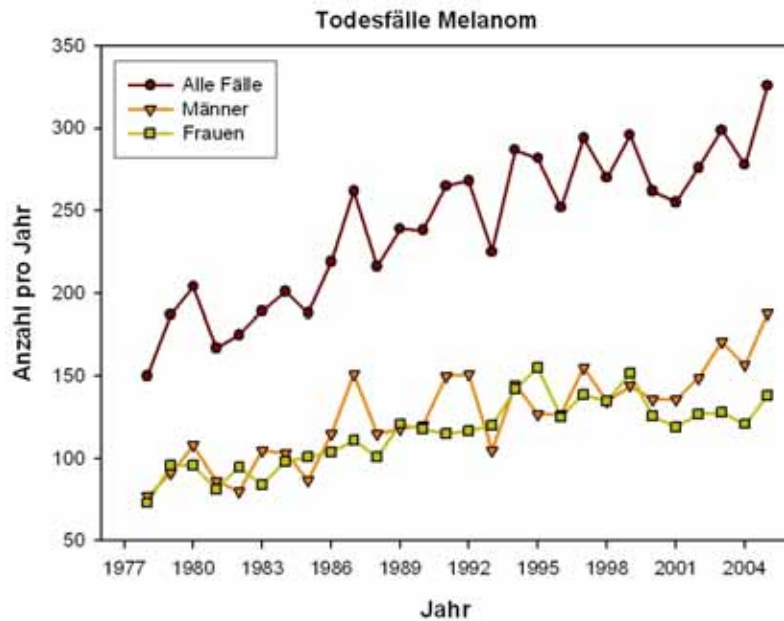 Todesfälle Melanom
350
300
250
200
150
100
50
Anzahl pro Jahr
Alle Fälle
Männer
Frauen
1977 1980 1983 1986 1989 1992 1995 1998 2001 2004
Jahr